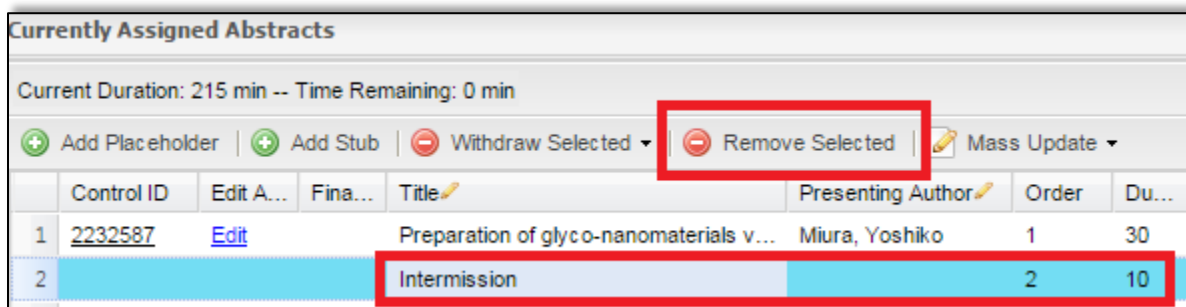 Currently Assigned Abstracts
Current Duration: 215 min -- Time Remaining: 0 min
Add Placeholder Add Stub Withdraw Selected Remove Selected Mass Update
Control ID Edit A... Fina... Title Presenting Author Order Du...
1 2232587 Edit Preparation of glyco-nanomaterials v... Miura, Yoshiko 1 30
2 Intermission 2 10